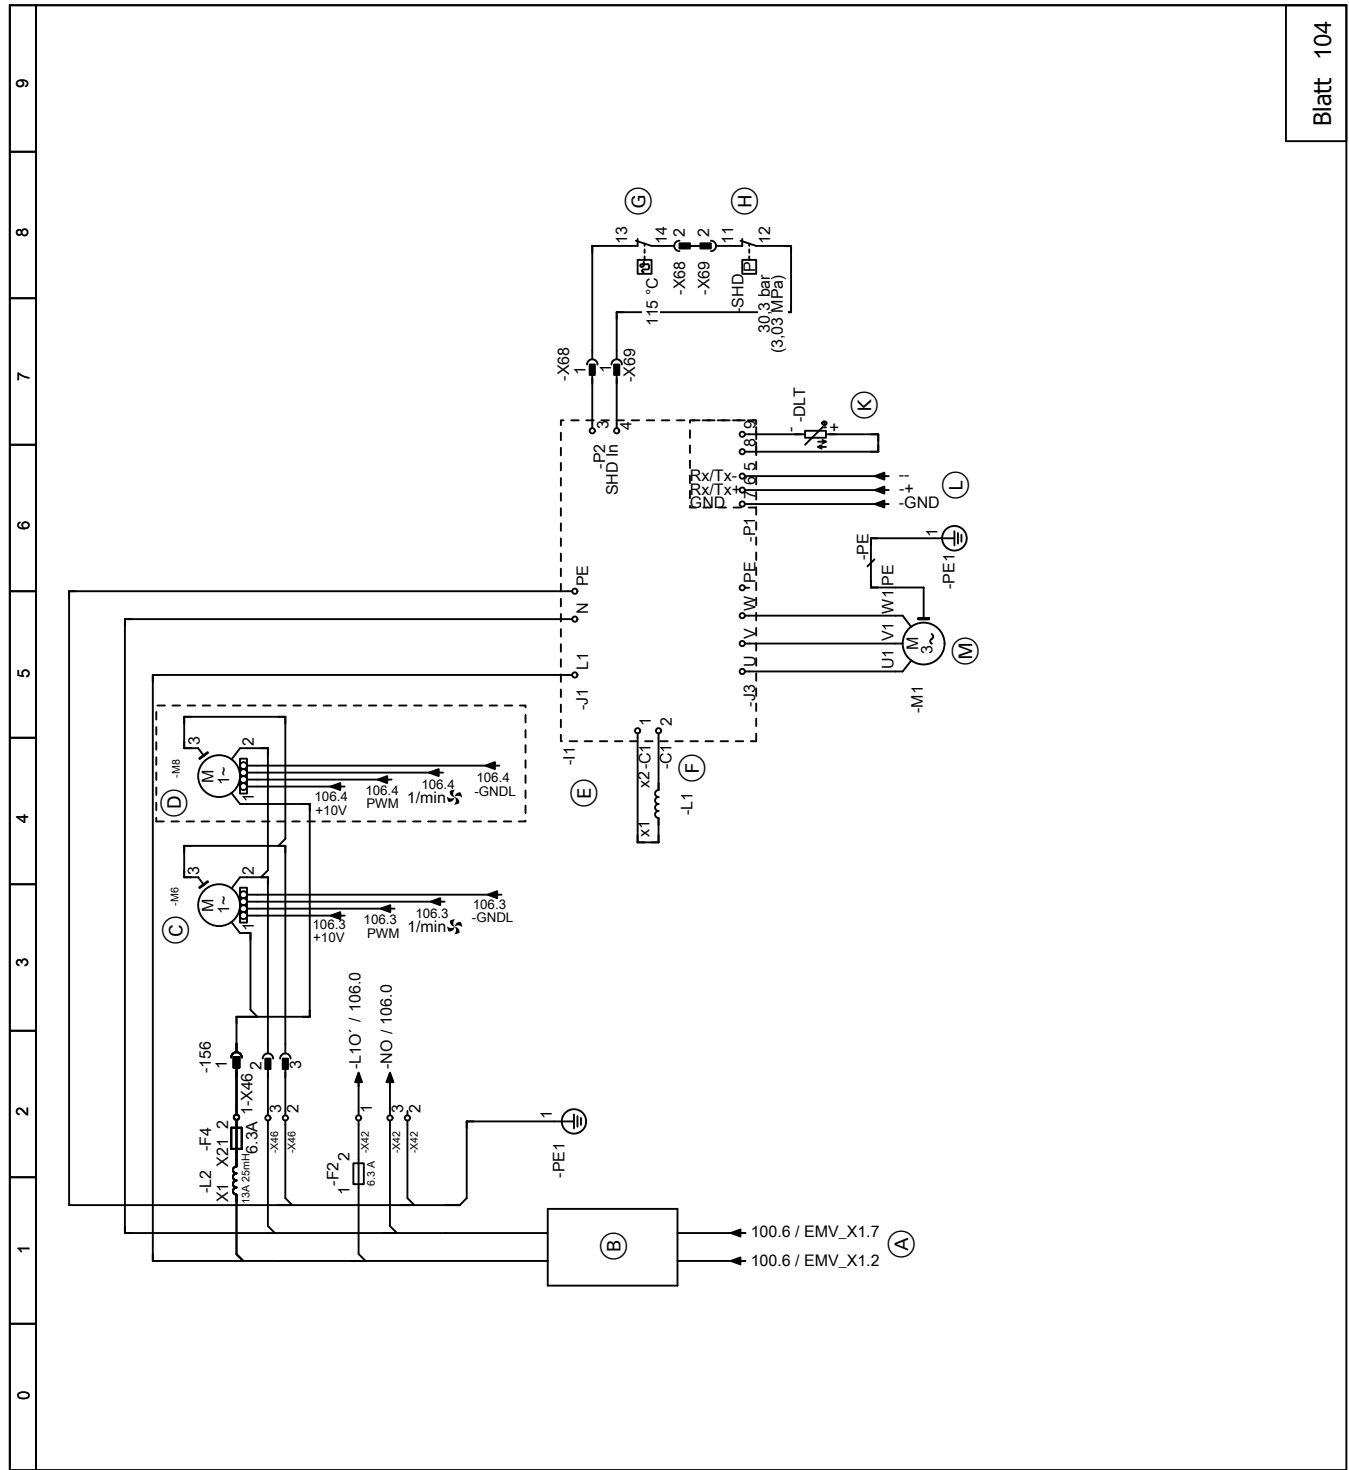 0
1
2
3
4
5
6
7
8
9
Blatt 104
-M6
M
1~
3
2
1
C
106.3
+10V
106.3
PWM
106.3
1/min
106.3
-GNDL
-M8
M
1~
3
2
1
D
106.4
+10V
106.4
PWM
106.4
1/min
106.4
-GNDL
-L2
X1
X21
13A 25mH
-F4
2
6.3A
1-X46
-156
1
3
-X46
2
2
-X46
3
-F2
1
2
6.3 A
-X42
1
-L1O´ / 106.0
-X42
3
-NO / 106.0
-X42
2
-PE1
1
B
100.6 / EMV_X1.7
100.6 / EMV_X1.2
A
-J1
L1
N
PE
-I1
E
1
2
x1
x2
-C1
-C1
-L1
F
-P2
SHD In
3
4
-X68
1
1
-X69
13
14
G
115 °C
2
-X68
2
-X69
11
12
H
-SHD
P
30,3 bar
(3,03 MPa)
-P1
9
8
5
6
7
Rx/Tx-
Rx/Tx+
GND
-DLT
-
+
K
--
-+
-GND
L
-J3
U
V
W
PE
U1
V1
W1
PE
-PE
1
-PE1
M
3~
-M1
M